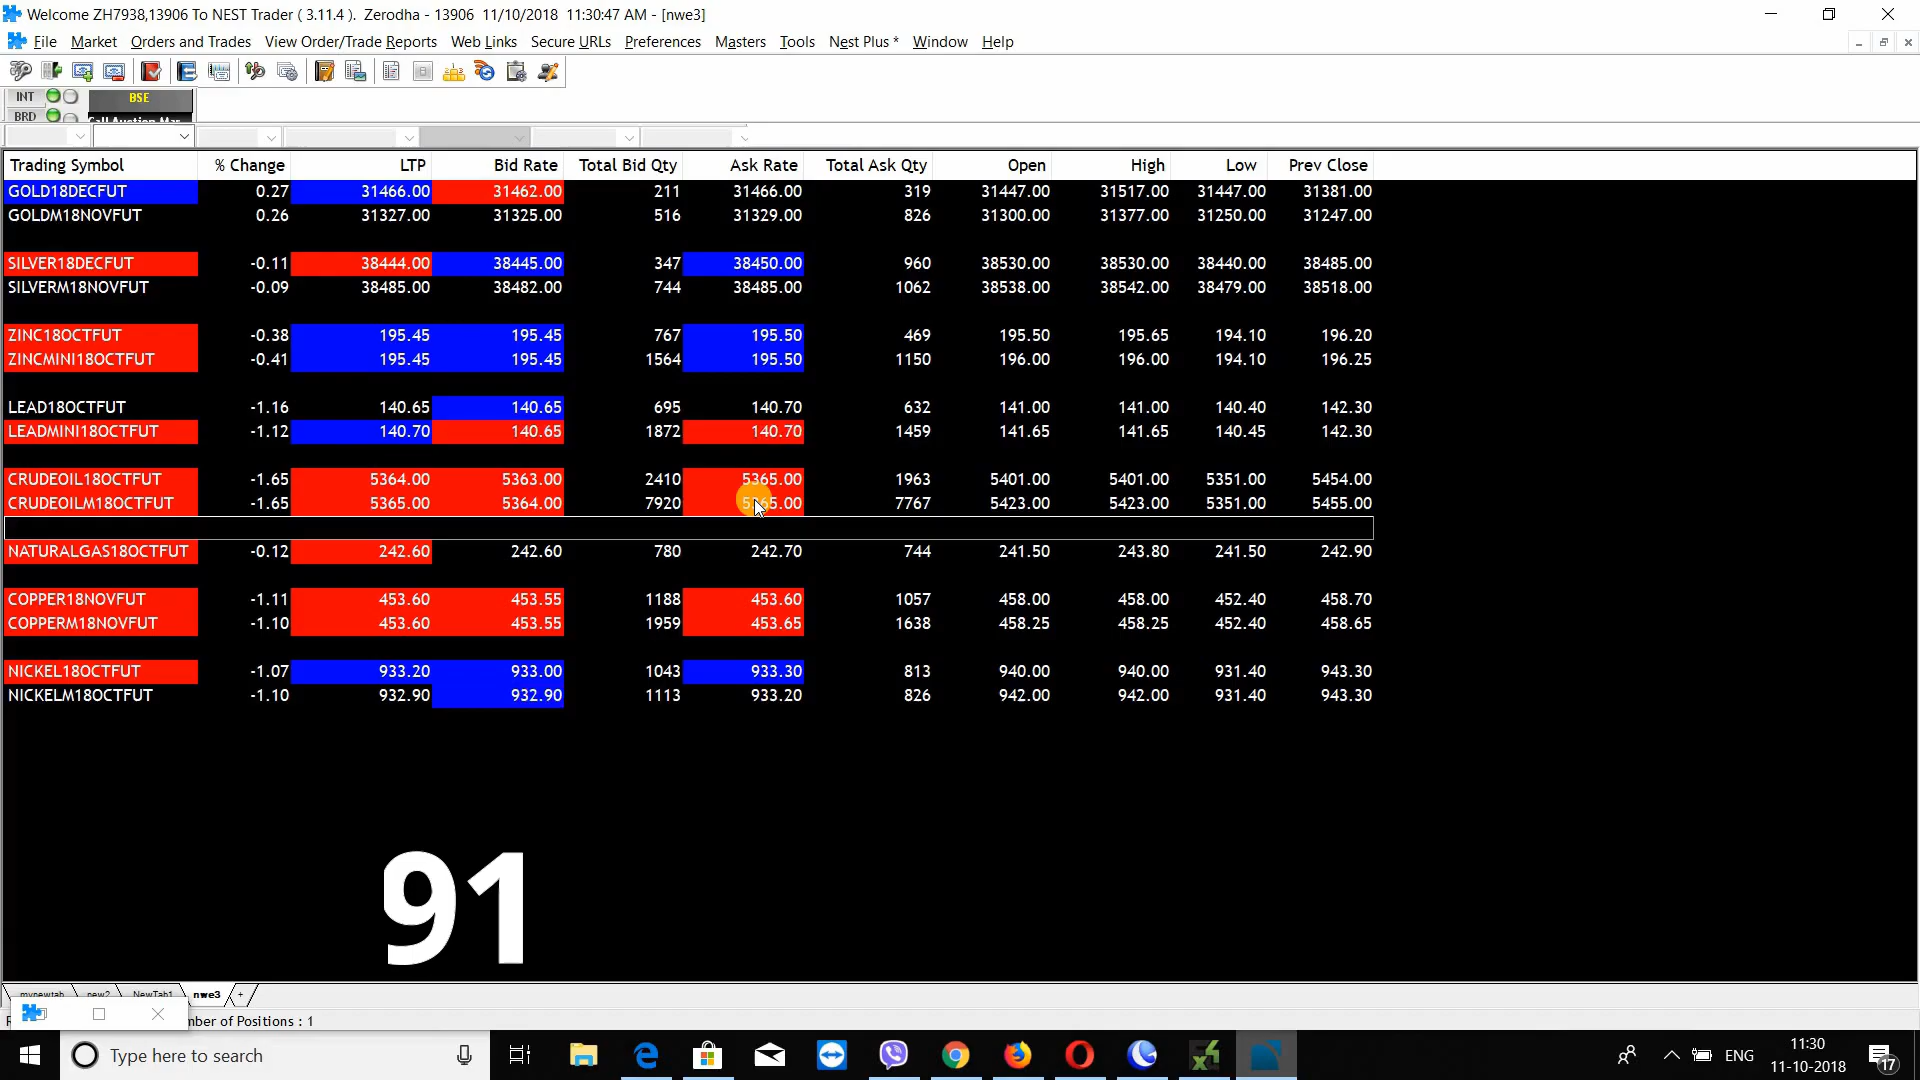 Welcome ZH7938,13906 To NEST Trader ( 3.11.4 ).  Zerodha - 13906  11/10/2018  11:30:47 AM - [nwe3]
File Market Orders and Trades View Order/Trade Reports Web Links Secure URLs Preferences Masters Tools Nest Plus * Window Help
INT BSE
BRD
Trading Symbol % Change LTP Bid Rate Total Bid Qty Ask Rate Total Ask Qty Open High Low Prev Close
GOLD18DECFUT 0.27 31466.00 31462.00 211 31466.00 319 31447.00 31517.00 31447.00 31381.00
GOLDM18NOVFUT 0.26 31327.00 31325.00 516 31329.00 826 31300.00 31377.00 31250.00 31247.00
SILVER18DECFUT -0.11 38444.00 38445.00 347 38450.00 960 38530.00 38530.00 38440.00 38485.00
SILVERM18NOVFUT -0.09 38485.00 38482.00 744 38485.00 1062 38538.00 38542.00 38479.00 38518.00
ZINC18OCTFUT -0.38 195.45 195.45 767 195.50 469 195.50 195.65 194.10 196.20
ZINCMINI18OCTFUT -0.41 195.45 195.45 1564 195.50 1150 196.00 196.00 194.10 196.25
LEAD18OCTFUT -1.16 140.65 140.65 695 140.70 632 141.00 141.00 140.40 142.30
LEADMINI18OCTFUT -1.12 140.70 140.65 1872 140.70 1459 141.65 141.65 140.45 142.30
CRUDEOIL18OCTFUT -1.65 5364.00 5363.00 2410 5365.00 1963 5401.00 5401.00 5351.00 5454.00
CRUDEOILM18OCTFUT -1.65 5365.00 5364.00 7920 5365.00 7767 5423.00 5423.00 5351.00 5455.00
NATURALGAS18OCTFUT -0.12 242.60 242.60 780 242.70 744 241.50 243.80 241.50 242.90
COPPER18NOVFUT -1.11 453.60 453.55 1188 453.60 1057 458.00 458.00 452.40 458.70
COPPERM18NOVFUT -1.10 453.60 453.55 1959 453.65 1638 458.25 458.25 452.40 458.65
NICKEL18OCTFUT -1.07 933.20 933.00 1043 933.30 813 940.00 940.00 931.40 943.30
NICKELM18OCTFUT -1.10 932.90 932.90 1113 933.20 826 942.00 942.00 931.40 943.30
91
mynewtab new2 NewTab1 nwe3 +
of Positions : 1
Type here to search ENG 11:30
11-10-2018 17